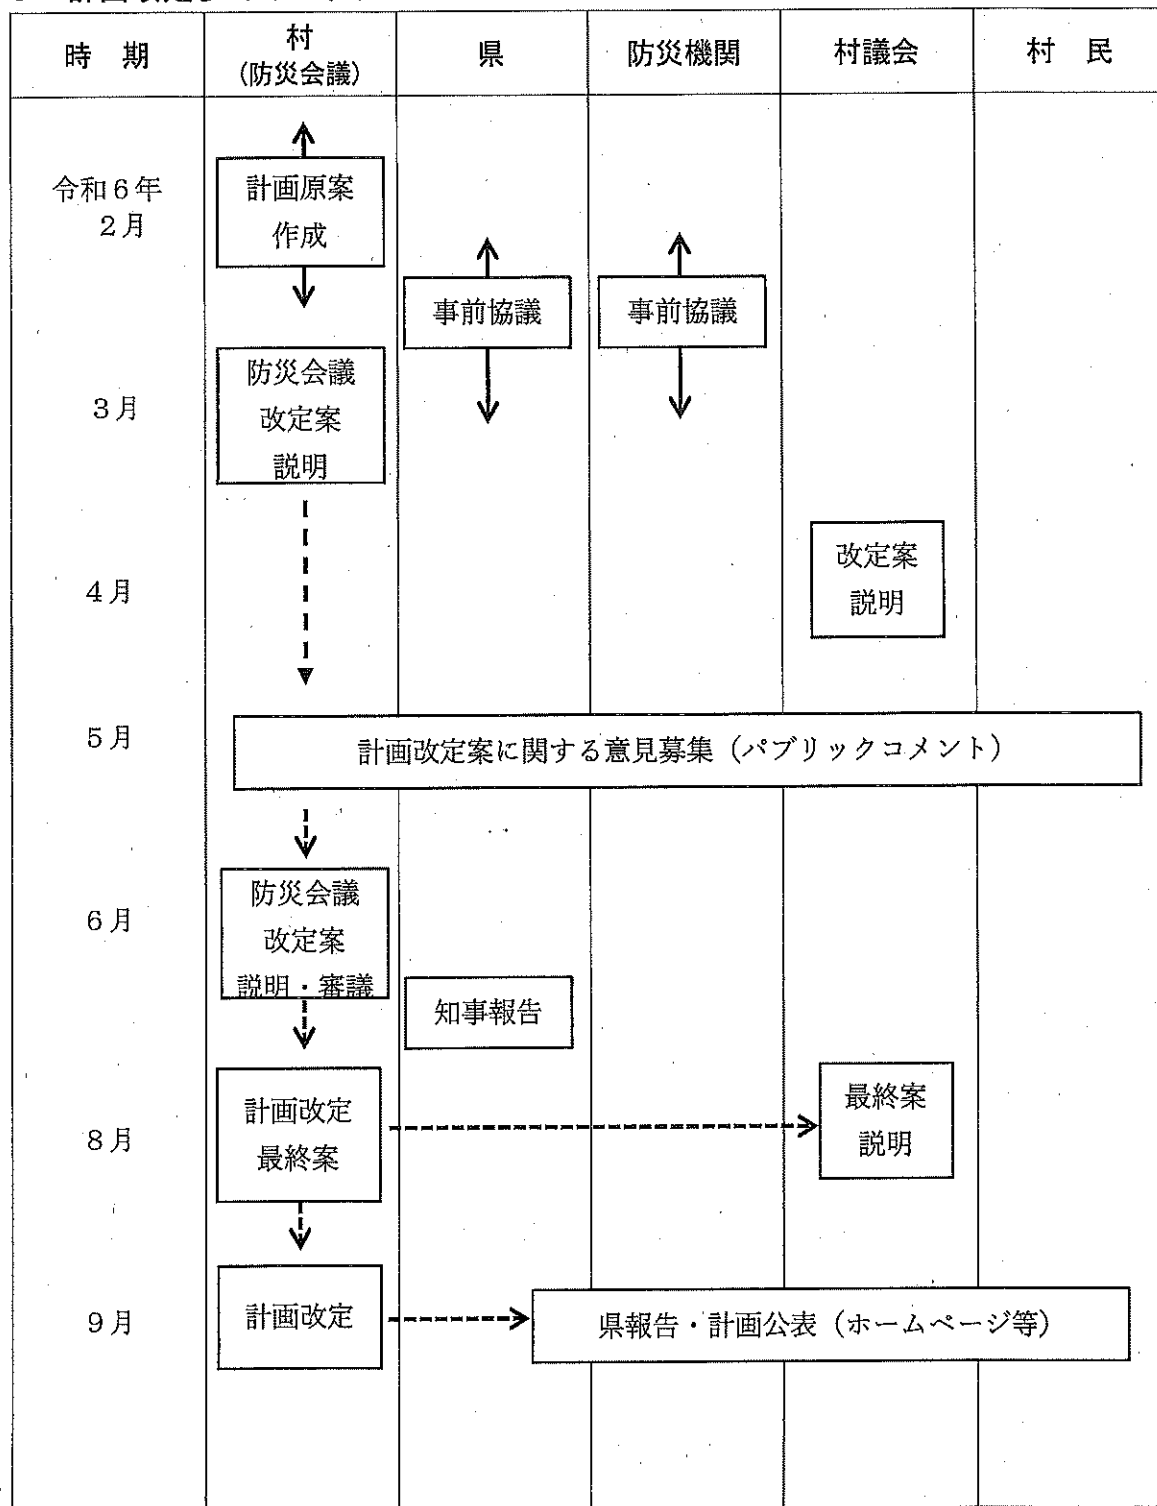 時　期
村
(防災会議)
県
防災機関
村議会
村　民
令和６年
２月
計画原案
作成
事前協議
事前協議
３月
防災会議
改定案
説明
４月
改定案
説明
５月
計画改定案に関する意見募集（パブリックコメント）
６月
防災会議
改定案
説明・審議
知事報告
８月
計画改定
最終案
最終案
説明
９月
計画改定
県報告・計画公表（ホームページ等）